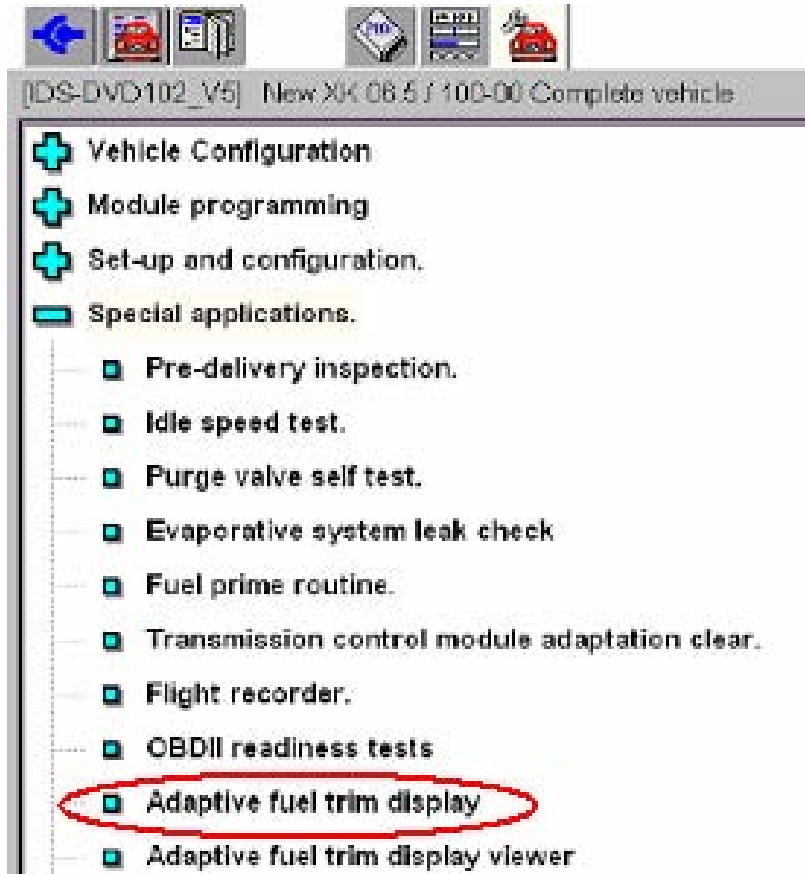 [IDS-DVD102_V5] New XK 06.5 / 100-00 Complete vehicle
Vehicle Configuration
Module programming
Set-up and configuration.
Special applications.
Pre-delivery inspection.
Idle speed test.
Purge valve self test.
Evaporative system leak check
Fuel prime routine.
Transmission control module adaptation clear.
Flight recorder.
OBDII readiness tests
Adaptive fuel trim display
Adaptive fuel trim display viewer